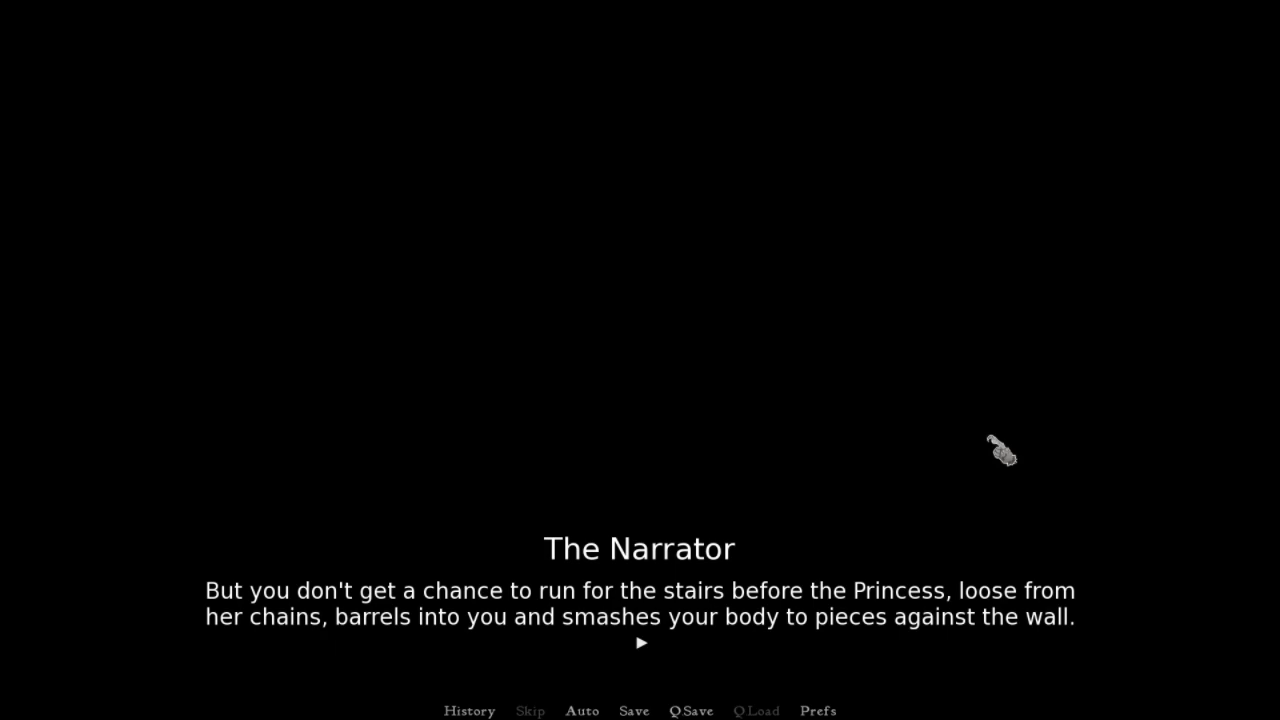 The Narrator
But you don't get a chance to run for the stairs before the Princess, loose from
her chains, barrels into you and smashes your body to pieces against the wall.
History Skip Auto Save Q.Save Q.Load Prefs